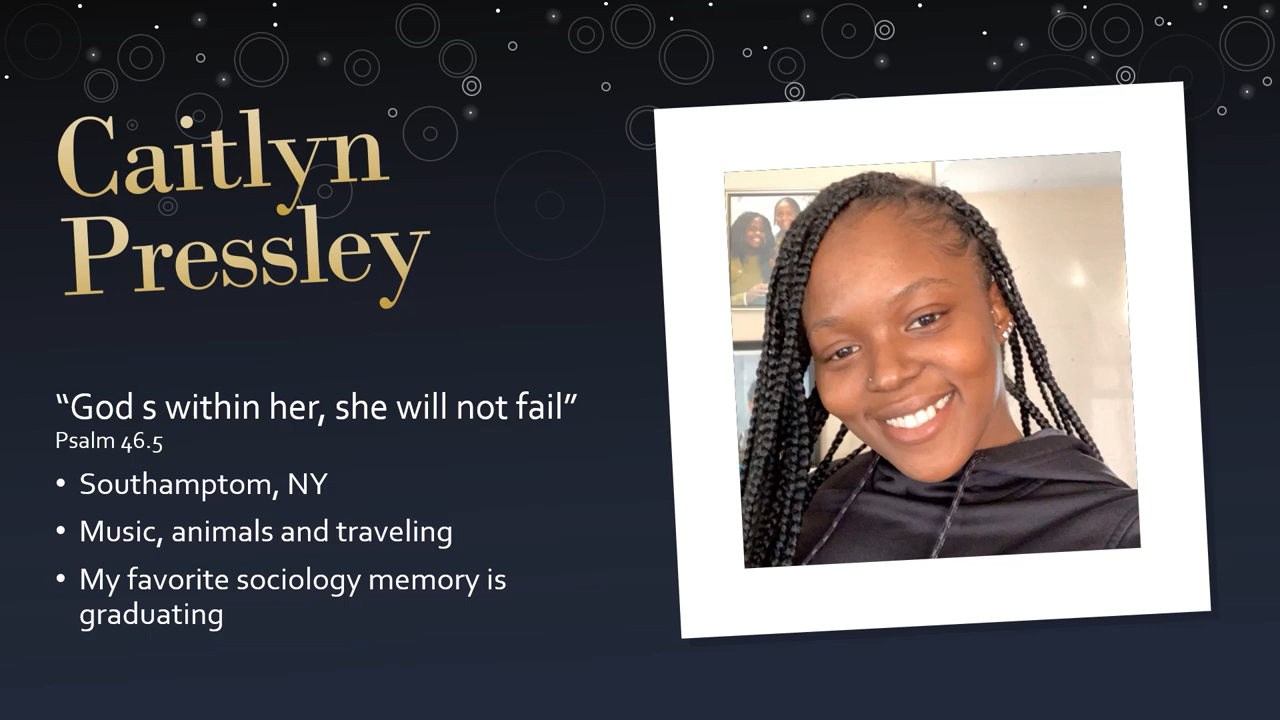 Caitlyn
Pressley
“God s within her, she will not fail”
Psalm 46.5
• Southamptom, NY
• Music, animals and traveling
• My favorite sociology memory is
graduating